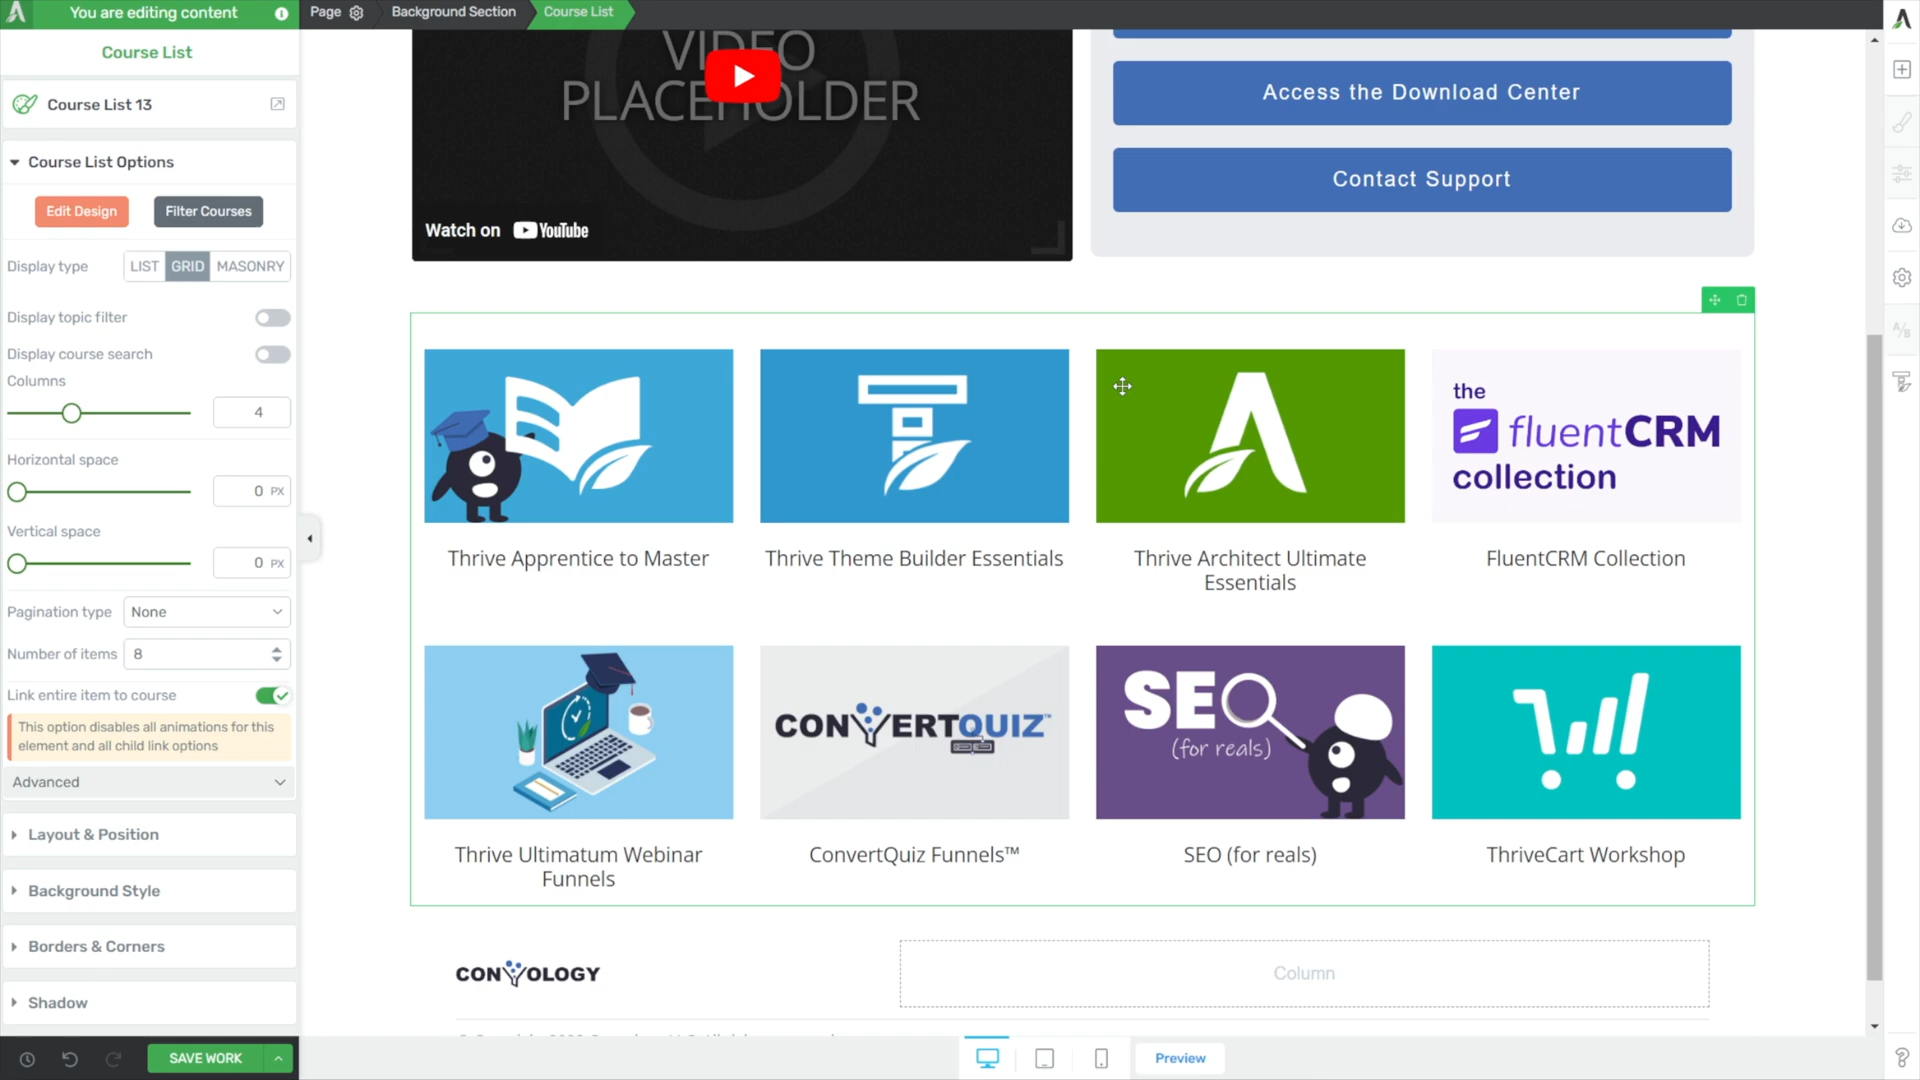 You are editing content
Page
Background Section
Course List
Course List
Course List 13
Course List Options
Edit Design
Filter Courses
Display type
LIST
GRID
MASONRY
Display topic filter
Display course search
Columns
4
Horizontal space
0 PX
Vertical space
0 PX
Pagination type
None
Number of items
8
Link entire item to course
This option disables all animations for this
element and all child link options
Advanced
Layout & Position
Background Style
Borders & Corners
Shadow
SAVE WORK
VIDEO
PLACEHOLDER
Watch on YouTube
Access the Download Center
Contact Support
the
fluentCRM
collection
Thrive Apprentice to Master
Thrive Theme Builder Essentials
Thrive Architect Ultimate
Essentials
FluentCRM Collection
CONVERTQUIZ™
SEO
(for reals)
Thrive Ultimatum Webinar
Funnels
ConvertQuiz Funnels™
SEO (for reals)
ThriveCart Workshop
CONVOLOGY
Column
Preview
A/B